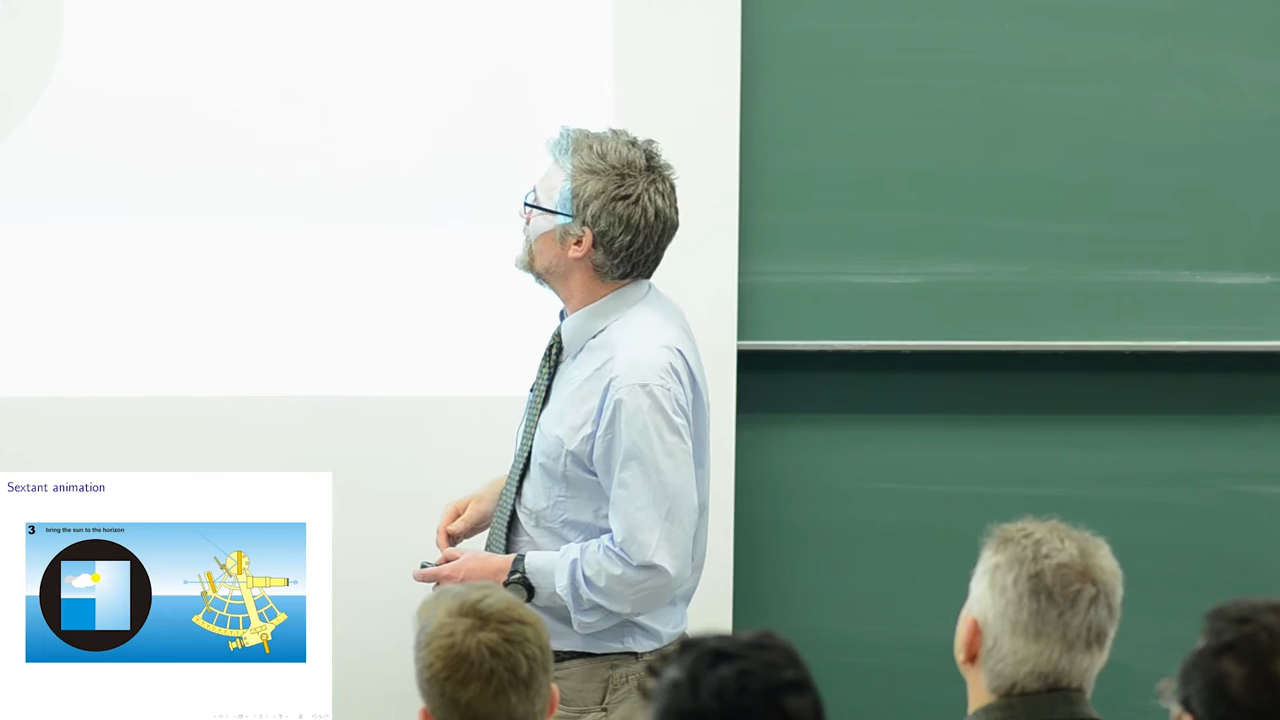 Sextant animation
3 bring the sun to the horizon